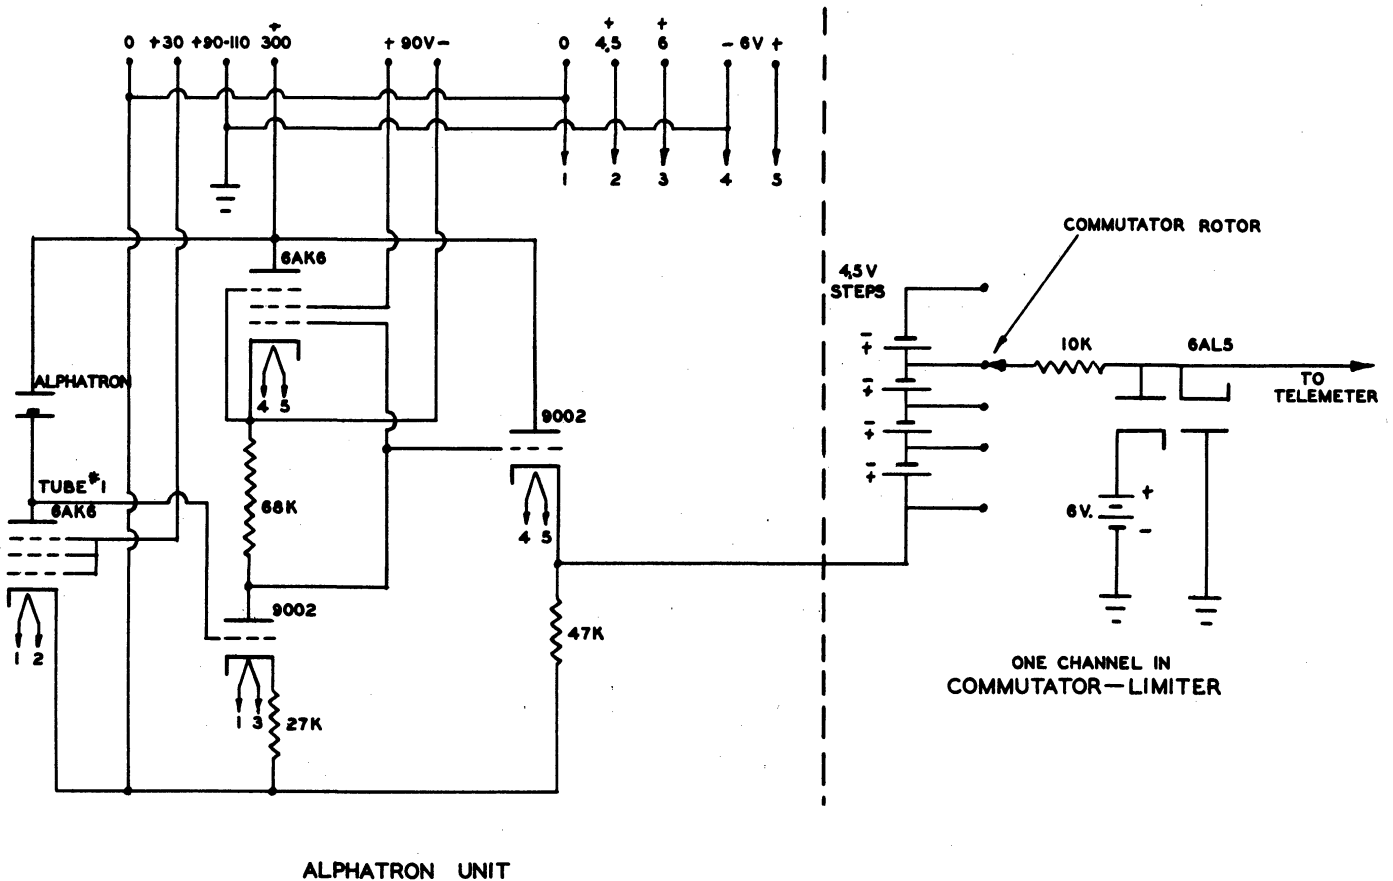 0 +30 +90-110 +300 + 90V - 0 +4.5 +6 - 6V +
1 2 3 4 5
COMMUTATOR ROTOR
6AK6
4.5V
STEPS
- +
- +
- +
- +
10K
6AL5
TO
TELEMETER
ALPHATRON
4 5
9002
TUBE #1
6AK6
68K
4 5
6V.
+
-
9002
1 2
47K
1 3
27K
ONE CHANNEL IN
COMMUTATOR—LIMITER
ALPHATRON UNIT